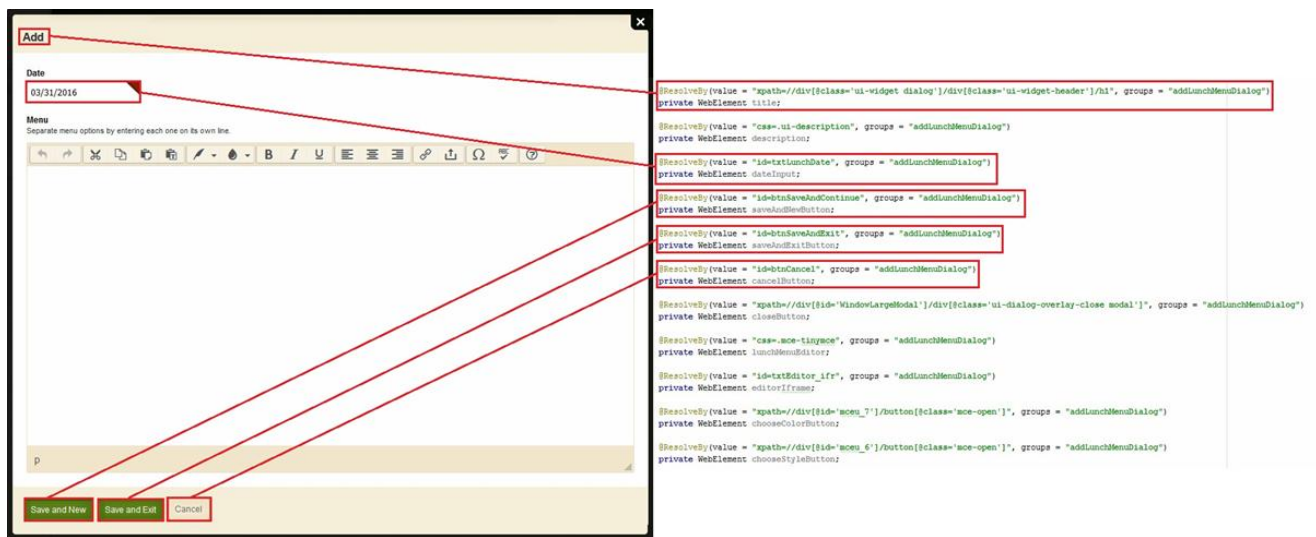 Add
Date
03/31/2016
Menu
Separate menu options by entering each one on its own line.
B I U Ω
p
Save and New Save and Exit Cancel
@ResolveBy(value = "xpath=//div[@class='ui-widget dialog']/div[@class='ui-widget-header']/h1", groups = "addLunchMenuDialog")
private WebElement title;
@ResolveBy(value = "css=.ui-description", groups = "addLunchMenuDialog")
private WebElement description;
@ResolveBy(value = "id=txtLunchDate", groups = "addLunchMenuDialog")
private WebElement dateInput;
@ResolveBy(value = "id=btnSaveAndContinue", groups = "addLunchMenuDialog")
private WebElement saveAndNewButton;
@ResolveBy(value = "id=btnSaveAndExit", groups = "addLunchMenuDialog")
private WebElement saveAndExitButton;
@ResolveBy(value = "id=btnCancel", groups = "addLunchMenuDialog")
private WebElement cancelButton;
@ResolveBy(value = "xpath=//div[@id='WindowLargeModal']/div[@class='ui-dialog-overlay-close modal']", groups = "addLunchMenuDialog")
private WebElement closeButton;
@ResolveBy(value = "css=.mce-tinymce", groups = "addLunchMenuDialog")
private WebElement lunchMenuEditor;
@ResolveBy(value = "id=txtEditor_ifr", groups = "addLunchMenuDialog")
private WebElement editorIframe;
@ResolveBy(value = "xpath=//div[@id='mceu_7']/button[@class='mce-open']", groups = "addLunchMenuDialog")
private WebElement chooseColorButton;
@ResolveBy(value = "xpath=//div[@id='mceu_6']/button[@class='mce-open']", groups = "addLunchMenuDialog")
private WebElement chooseStyleButton;